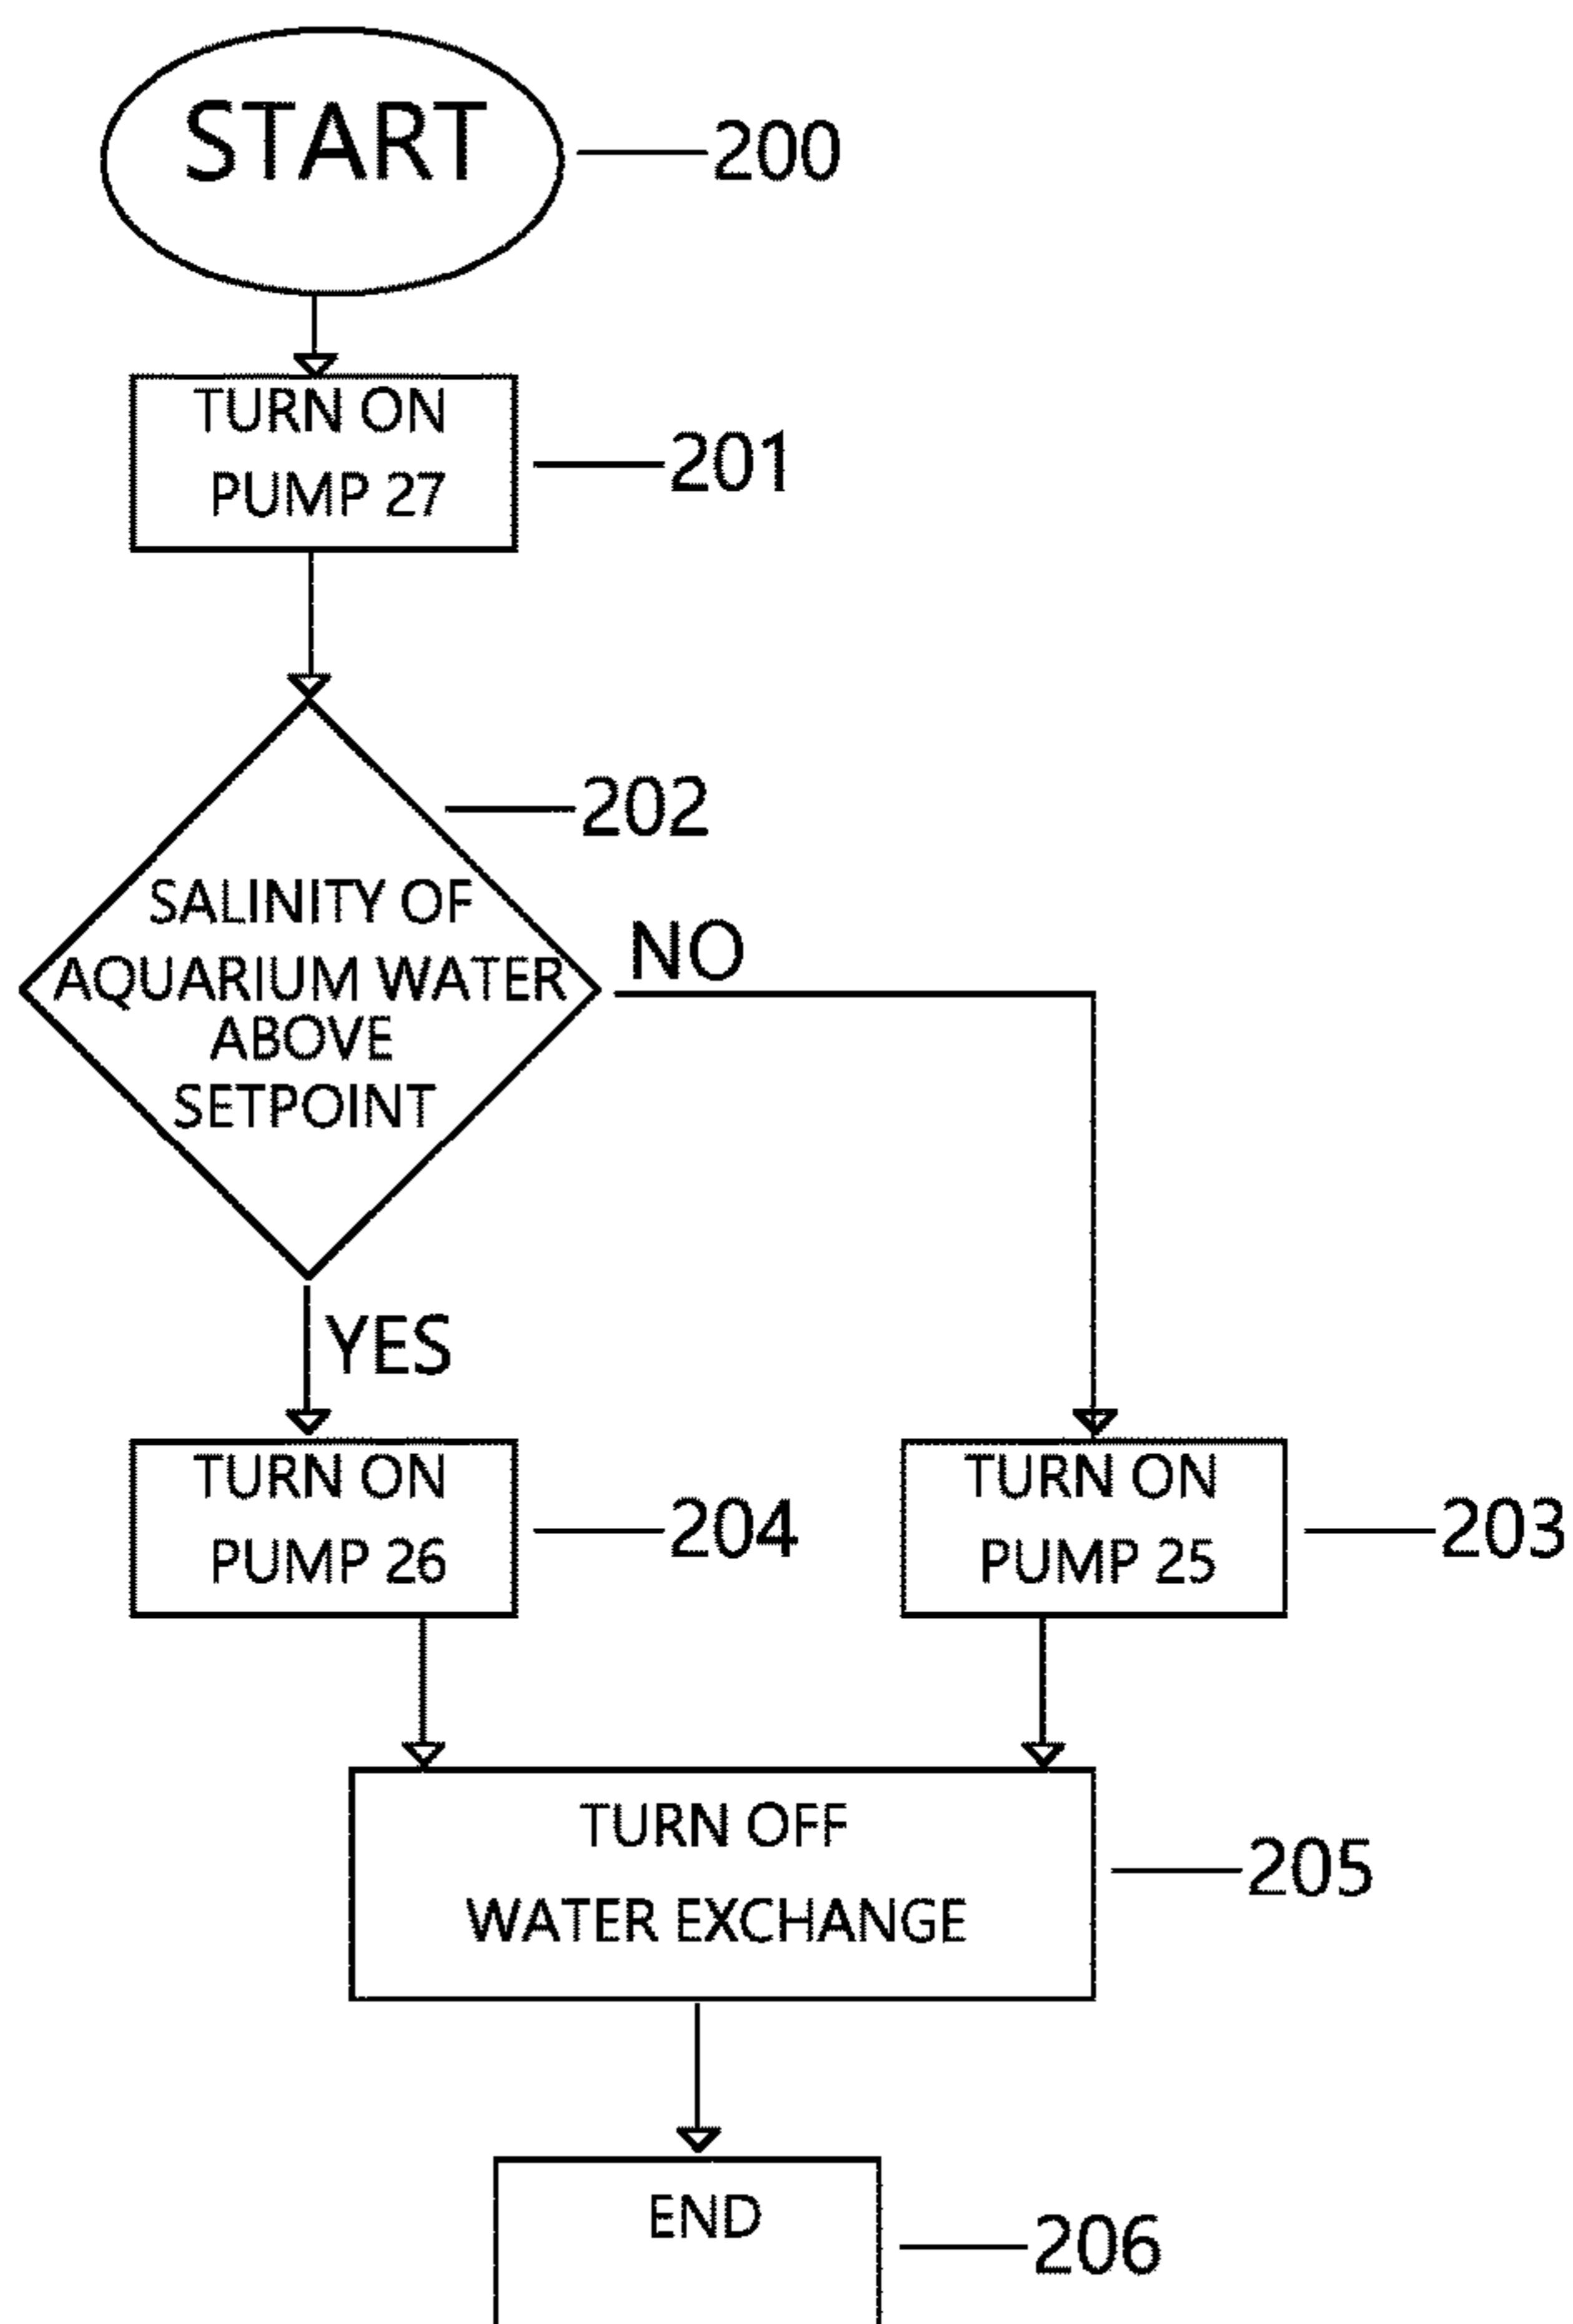 START
200
TURN ON
PUMP 27
201
202
SALINITY OF
AQUARIUM WATER
ABOVE
SETPOINT
NO
YES
TURN ON
PUMP 26
204
TURN ON
PUMP 25
203
TURN OFF
WATER EXCHANGE
205
END
206